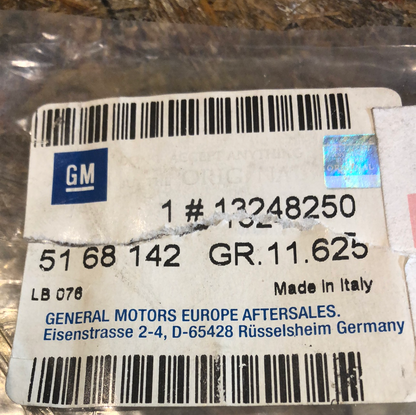 GM
1 # 13248250
51 68 142 GR.11.625
LB 076 Made in Italy
GENERAL MOTORS EUROPE AFTERSALES.
Eisenstrasse 2-4, D-65428 Rüsselsheim Germany